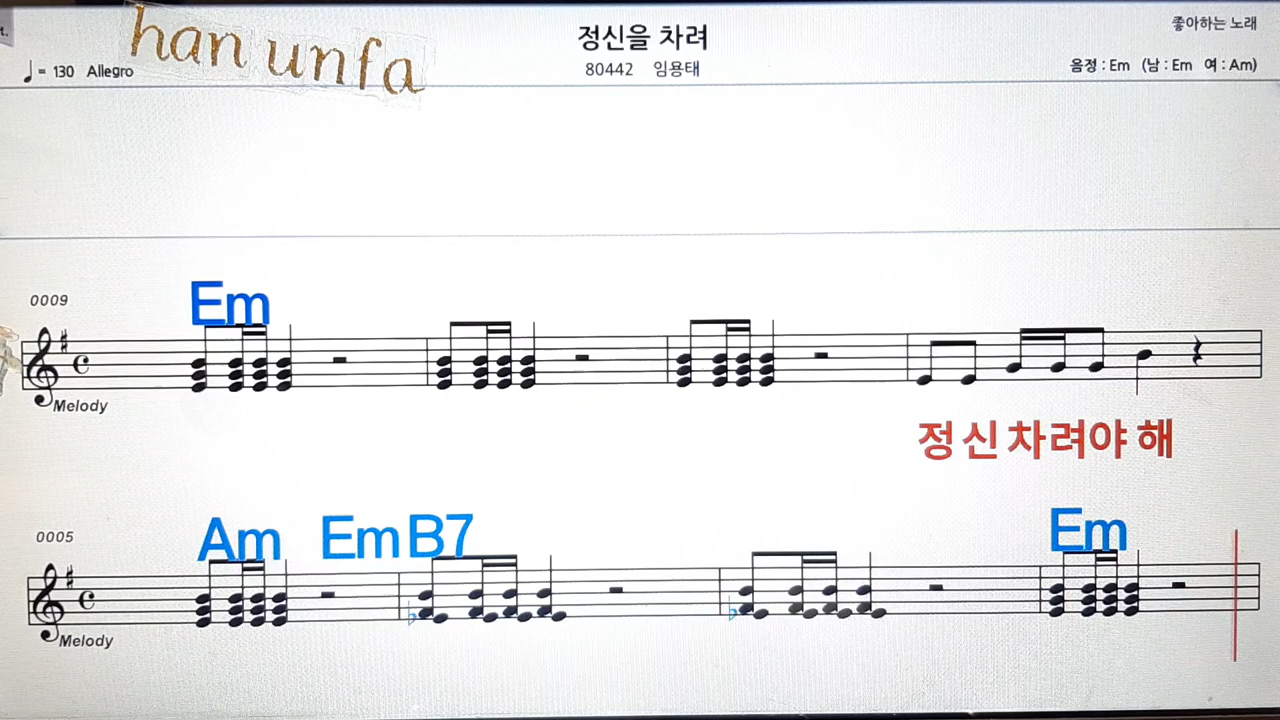 han unfa
정신을 차려
좋아하는 노래
= 130 Allegro
80442 임용태
음정 : Em (남 : Em 여 : Am)
0009
Em
Melody
정 신 차려야 해
0005
Am Em B7 Em
Melody